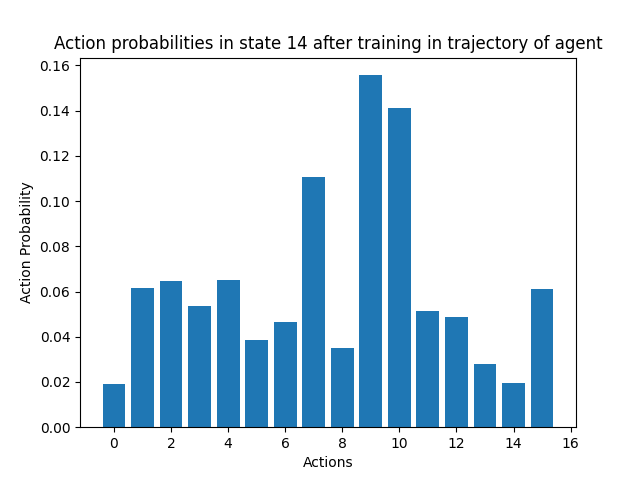 Action probabilities in state 14 after training in trajectory of agent
0.16
0.14
0.12
0.10
0.08
0.06
0.04
0.02
0.00
Action Probability
0 2 4 6 8 10 12 14 16
Actions